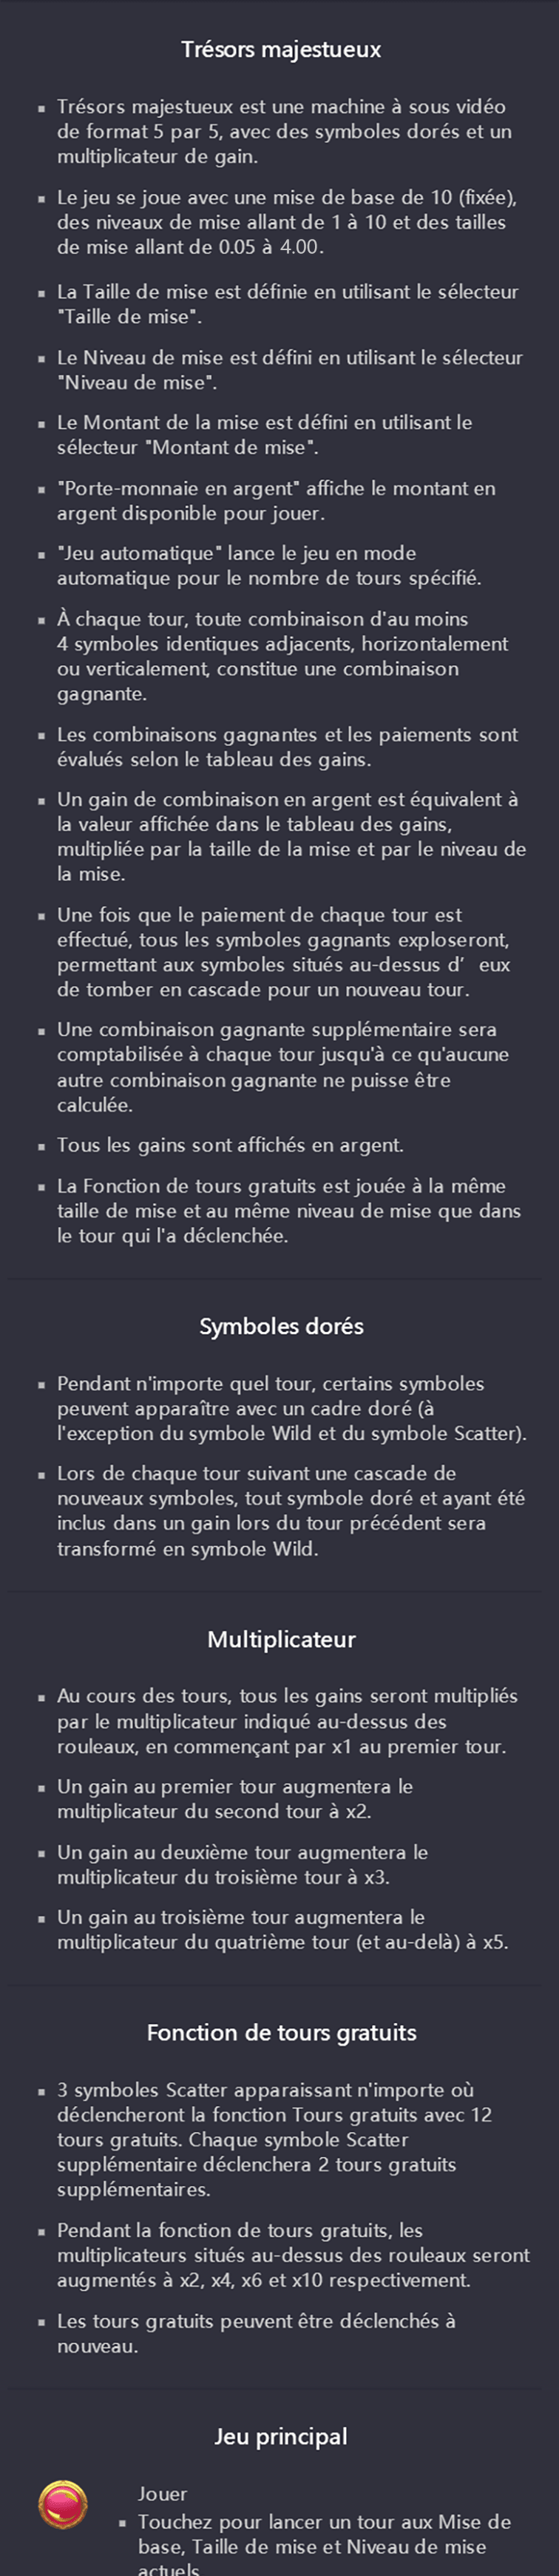 Trésors majestueux
▪ Trésors majestueux est une machine à sous vidéo
de format 5 par 5, avec des symboles dorés et un
multiplicateur de gain.
▪ Le jeu se joue avec une mise de base de 10 (fixée),
des niveaux de mise allant de 1 à 10 et des tailles
de mise allant de 0.05 à 4.00.
▪ La Taille de mise est définie en utilisant le sélecteur
"Taille de mise".
▪ Le Niveau de mise est défini en utilisant le sélecteur
"Niveau de mise".
▪ Le Montant de la mise est défini en utilisant le
sélecteur "Montant de mise".
▪ "Porte-monnaie en argent" affiche le montant en
argent disponible pour jouer.
▪ "Jeu automatique" lance le jeu en mode
automatique pour le nombre de tours spécifié.
▪ À chaque tour, toute combinaison d'au moins
4 symboles identiques adjacents, horizontalement
ou verticalement, constitue une combinaison
gagnante.
▪ Les combinaisons gagnantes et les paiements sont
évalués selon le tableau des gains.
▪ Un gain de combinaison en argent est équivalent à
la valeur affichée dans le tableau des gains,
multipliée par la taille de la mise et par le niveau de
la mise.
▪ Une fois que le paiement de chaque tour est
effectué, tous les symboles gagnants exploseront,
permettant aux symboles situés au-dessus d’ eux
de tomber en cascade pour un nouveau tour.
▪ Une combinaison gagnante supplémentaire sera
comptabilisée à chaque tour jusqu'à ce qu'aucune
autre combinaison gagnante ne puisse être
calculée.
▪ Tous les gains sont affichés en argent.
▪ La Fonction de tours gratuits est jouée à la même
taille de mise et au même niveau de mise que dans
le tour qui l'a déclenchée.
Symboles dorés
▪ Pendant n'importe quel tour, certains symboles
peuvent apparaître avec un cadre doré (à
l'exception du symbole Wild et du symbole Scatter).
▪ Lors de chaque tour suivant une cascade de
nouveaux symboles, tout symbole doré et ayant été
inclus dans un gain lors du tour précédent sera
transformé en symbole Wild.
Multiplicateur
▪ Au cours des tours, tous les gains seront multipliés
par le multiplicateur indiqué au-dessus des
rouleaux, en commençant par x1 au premier tour.
▪ Un gain au premier tour augmentera le
multiplicateur du second tour à x2.
▪ Un gain au deuxième tour augmentera le
multiplicateur du troisième tour à x3.
▪ Un gain au troisième tour augmentera le
multiplicateur du quatrième tour (et au-delà) à x5.
Fonction de tours gratuits
▪ 3 symboles Scatter apparaissant n'importe où
déclencheront la fonction Tours gratuits avec 12
tours gratuits. Chaque symbole Scatter
supplémentaire déclenchera 2 tours gratuits
supplémentaires.
▪ Pendant la fonction de tours gratuits, les
multiplicateurs situés au-dessus des rouleaux seront
augmentés à x2, x4, x6 et x10 respectivement.
▪ Les tours gratuits peuvent être déclenchés à
nouveau.
Jeu principal
Jouer
▪ Touchez pour lancer un tour aux Mise de
base, Taille de mise et Niveau de mise
actuels